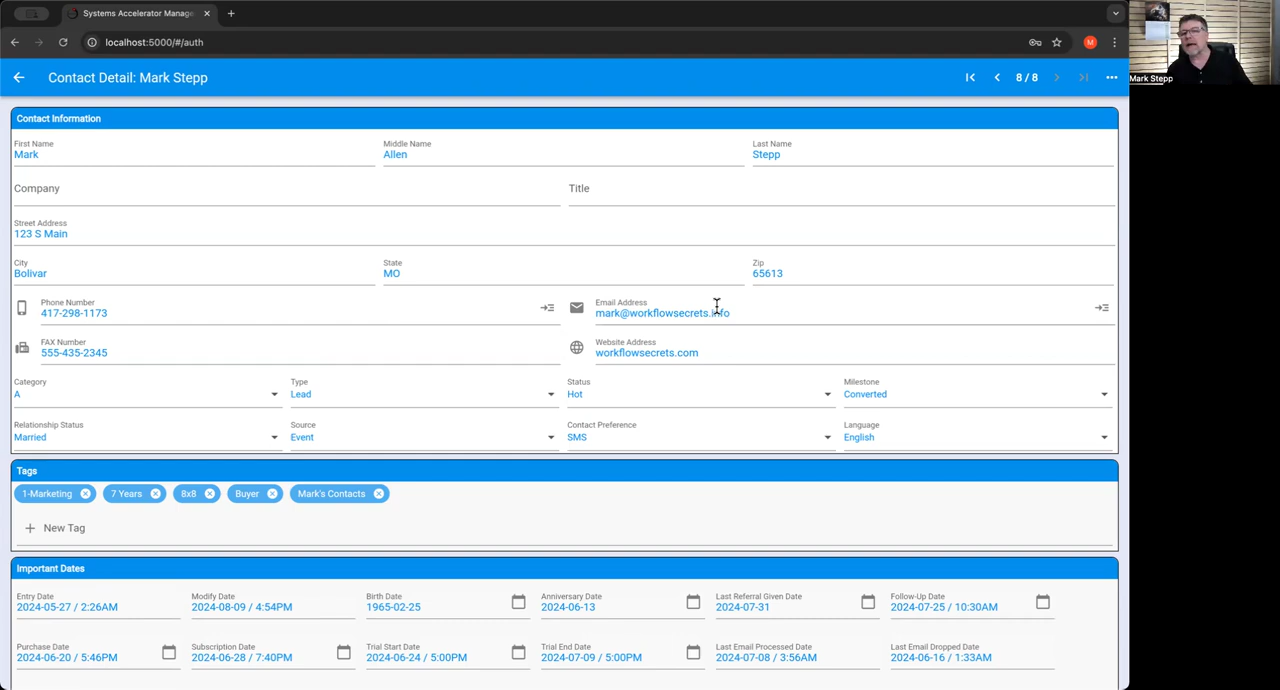 Systems Accelerator Manage
localhost:5000/#/auth
M
Contact Detail: Mark Stepp
8 / 8
Mark Stepp
Contact Information
First Name
Middle Name
Last Name
Mark
Allen
Stepp
Company
Title
Street Address
123 S Main
City
State
Zip
Bolivar
MO
65613
Phone Number
Email Address
417-298-1173
mark@workflowsecrets.info
FAX Number
Website Address
555-435-2345
workflowsecrets.com
Category
Type
Status
Milestone
A
Lead
Hot
Converted
Relationship Status
Source
Contact Preference
Language
Married
Event
SMS
English
Tags
1-Marketing
7 Years
8x8
Buyer
Mark's Contacts
New Tag
Important Dates
Entry Date
Modify Date
Birth Date
Anniversary Date
Last Referral Given Date
Follow-Up Date
2024-05-27 / 2:26AM
2024-08-09 / 4:54PM
1965-02-25
2024-06-13
2024-07-31
2024-07-25 / 10:30AM
Purchase Date
Subscription Date
Trial Start Date
Trial End Date
Last Email Processed Date
Last Email Dropped Date
2024-06-20 / 5:46PM
2024-06-28 / 7:40PM
2024-06-24 / 5:00PM
2024-07-09 / 5:00PM
2024-07-08 / 3:56AM
2024-06-16 / 1:33AM